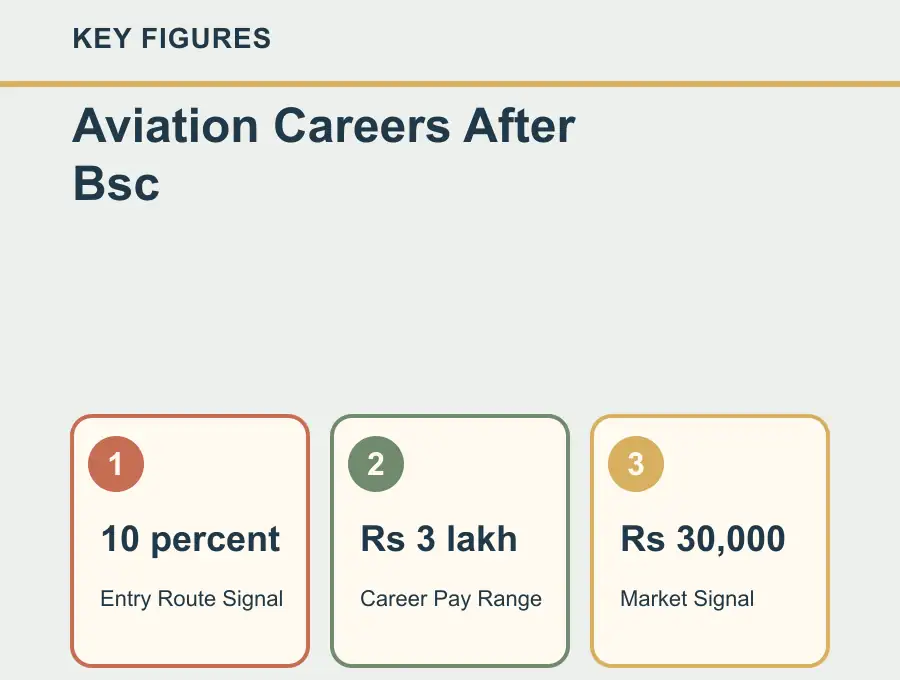 KEY FIGURES
Aviation Careers After
Bsc
1
10 percent
Entry Route Signal
2
Rs 3 lakh
Career Pay Range
3
Rs 30,000
Market Signal